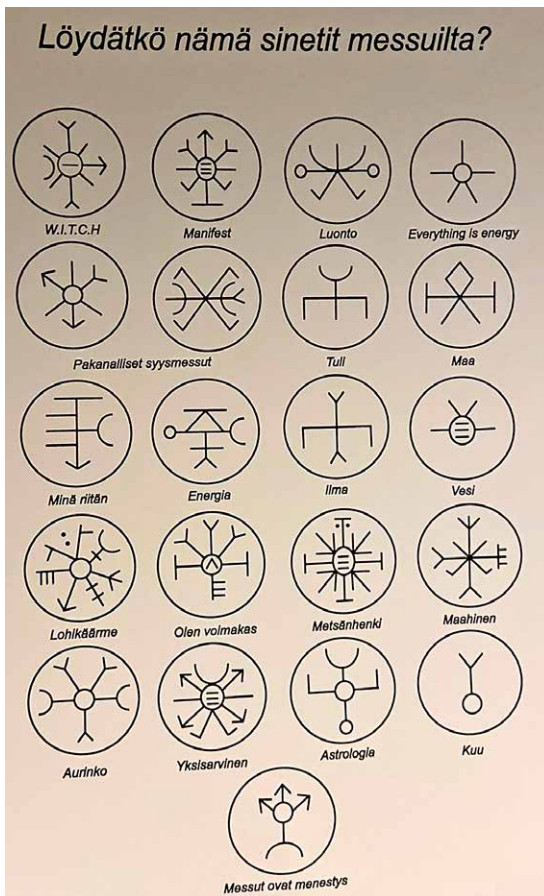 Löydätkö nämä sinetit messuilta?
W.I.T.C.H
Manifest
Luonto
Everything is energy
Pakanalliset syysmessut
Tuli
Maa
Minä riitän
Energia
Ilma
Vesi
Lohikäärme
Olen voimakas
Metsänhenki
Maahinen
Aurinko
Yksisarvinen
Astrologia
Kuu
Messut ovat menestys